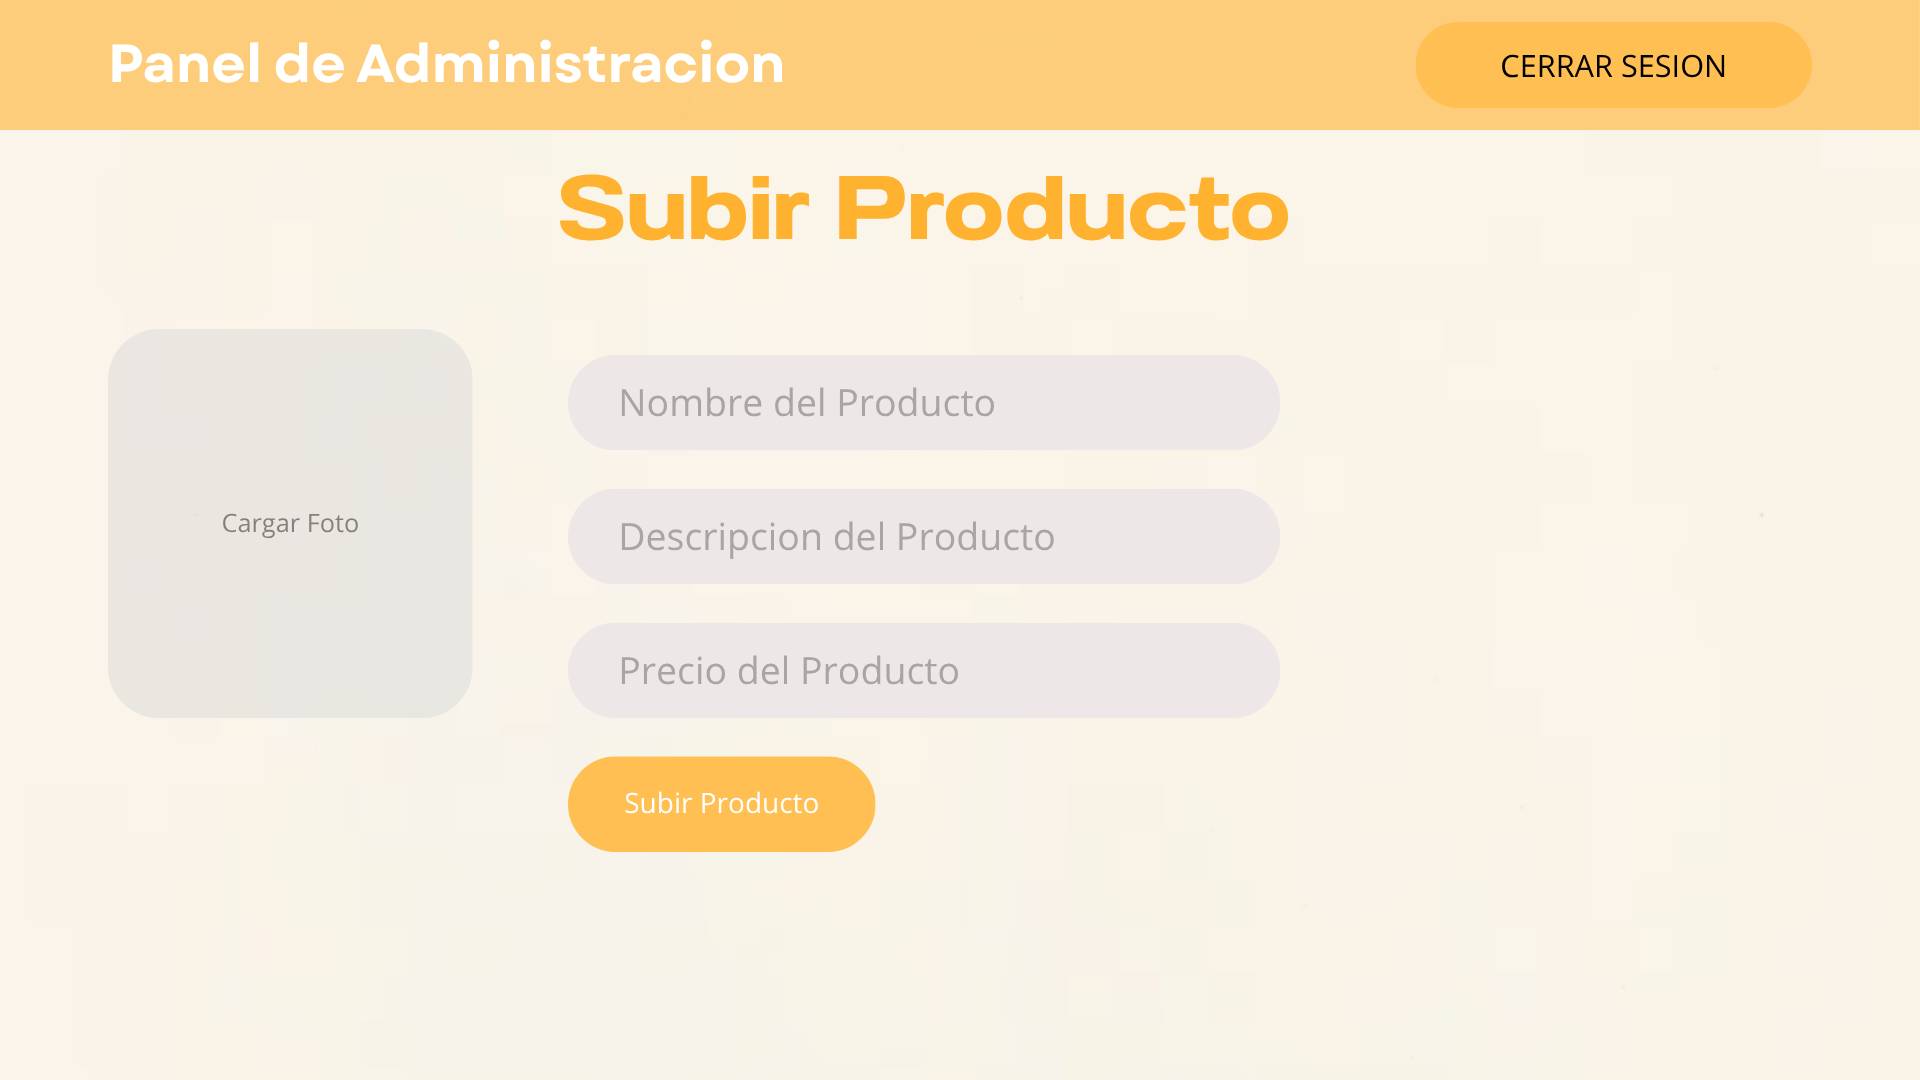 Panel de Administracion
CERRAR SESION
Subir Producto
Cargar Foto
Nombre del Producto
Descripcion del Producto
Precio del Producto
Subir Producto